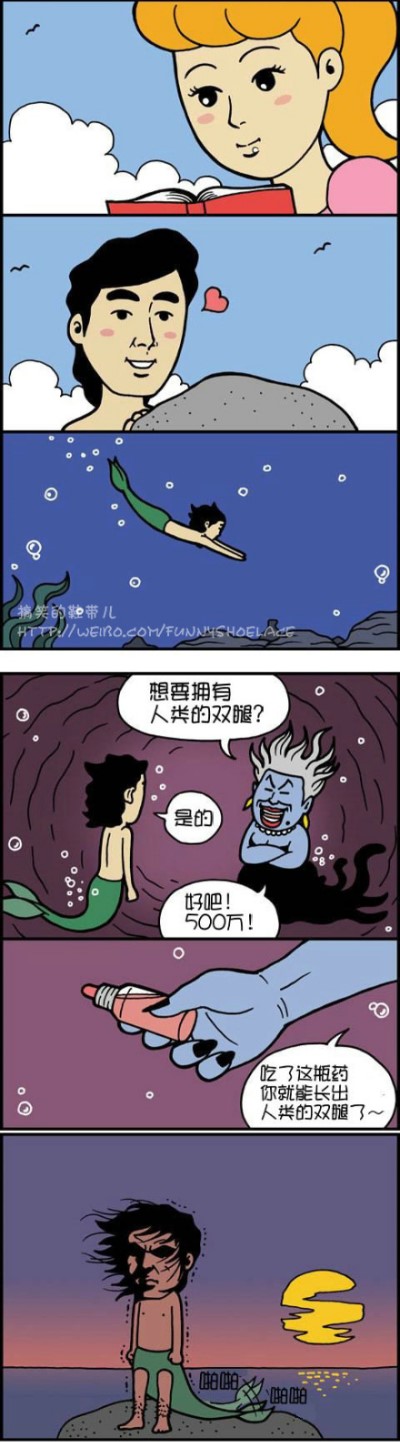 搞笑的鞋带儿
HTTP://WEIBO.COM/FUNNYSHOELACE
想要拥有
人类的双腿?
是的
好吧!
500万!
吃了这瓶药
你就能长出
人类的双腿了~
啪啪
啪啪